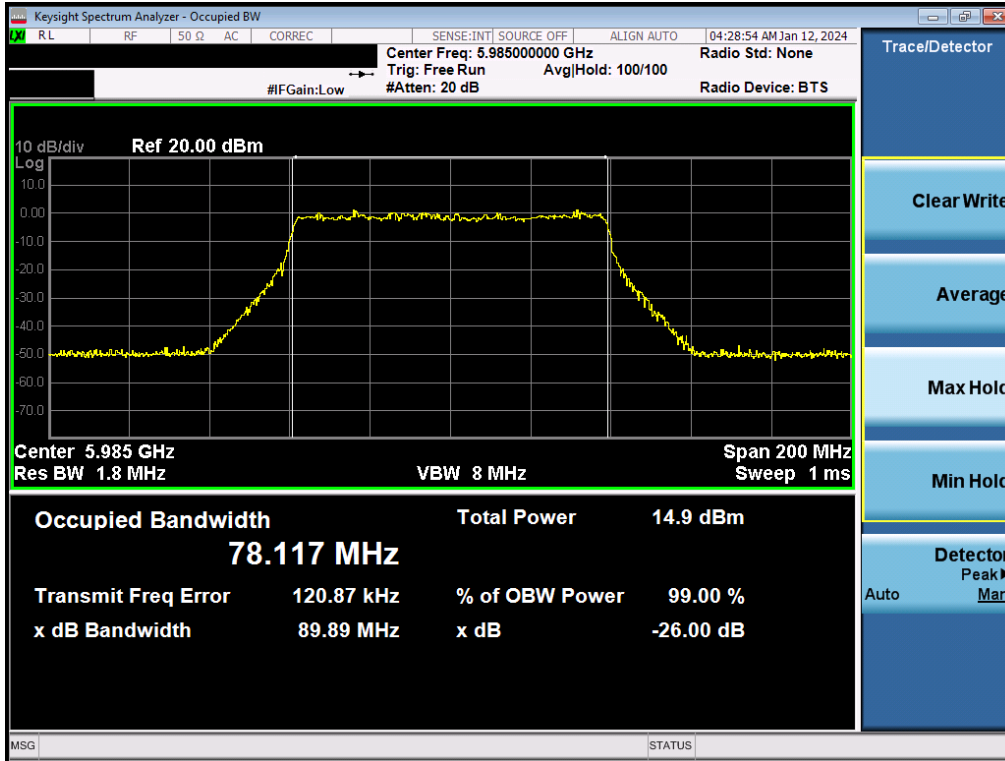 Keysight Spectrum Analyzer - Occupied BW
LXI RL RF 50 Ω AC CORREC SENSE:INT SOURCE OFF ALIGN AUTO 04:28:54 AM Jan 12, 2024
Center Freq: 5.985000000 GHz Radio Std: None
Trig: Free Run Avg|Hold: 100/100
#IFGain:Low #Atten: 20 dB Radio Device: BTS
Trace/Detector
10 dB/div Ref 20.00 dBm
Log
10.0
0.00
-10.0
-20.0
-30.0
-40.0
-50.0
-60.0
-70.0
Center 5.985 GHz Span 200 MHz
Res BW 1.8 MHz VBW 8 MHz Sweep 1 ms
Occupied Bandwidth Total Power 14.9 dBm
78.117 MHz
Transmit Freq Error 120.87 kHz % of OBW Power 99.00 %
x dB Bandwidth 89.89 MHz x dB -26.00 dB
Clear Write
Average
Max Hold
Min Hold
Detector
Peak
Auto Man
MSG STATUS